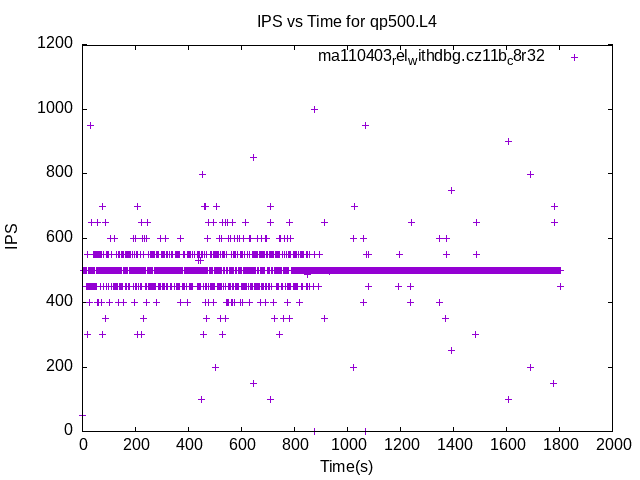 IPS vs Time for qp500.L4
ma110403relwithdbg.cz11bc8r32
1200
1000
800
600
400
200
0
IPS
0 200 400 600 800 1000 1200 1400 1600 1800 2000
Time(s)